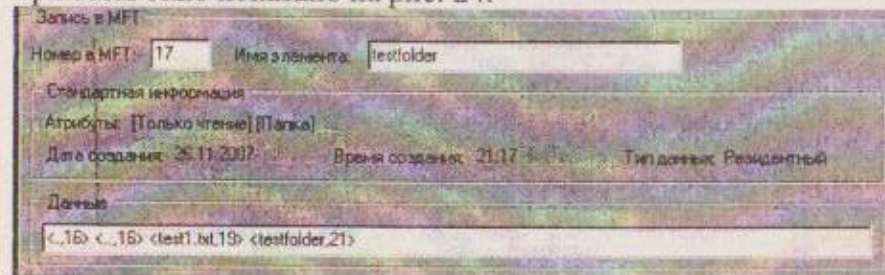 Запись в MFT
Номер в MFT: 17 Имя элемента: testfolder
Стандартная информация
Атрибуты: [Только чтение] [Папка]
Дата создания: 26.11.2007 Время создания: 21:17 Тип данных: Резидентный
Данные
<.,16> <..,16> <test1.txt,19> <testfolder,21>